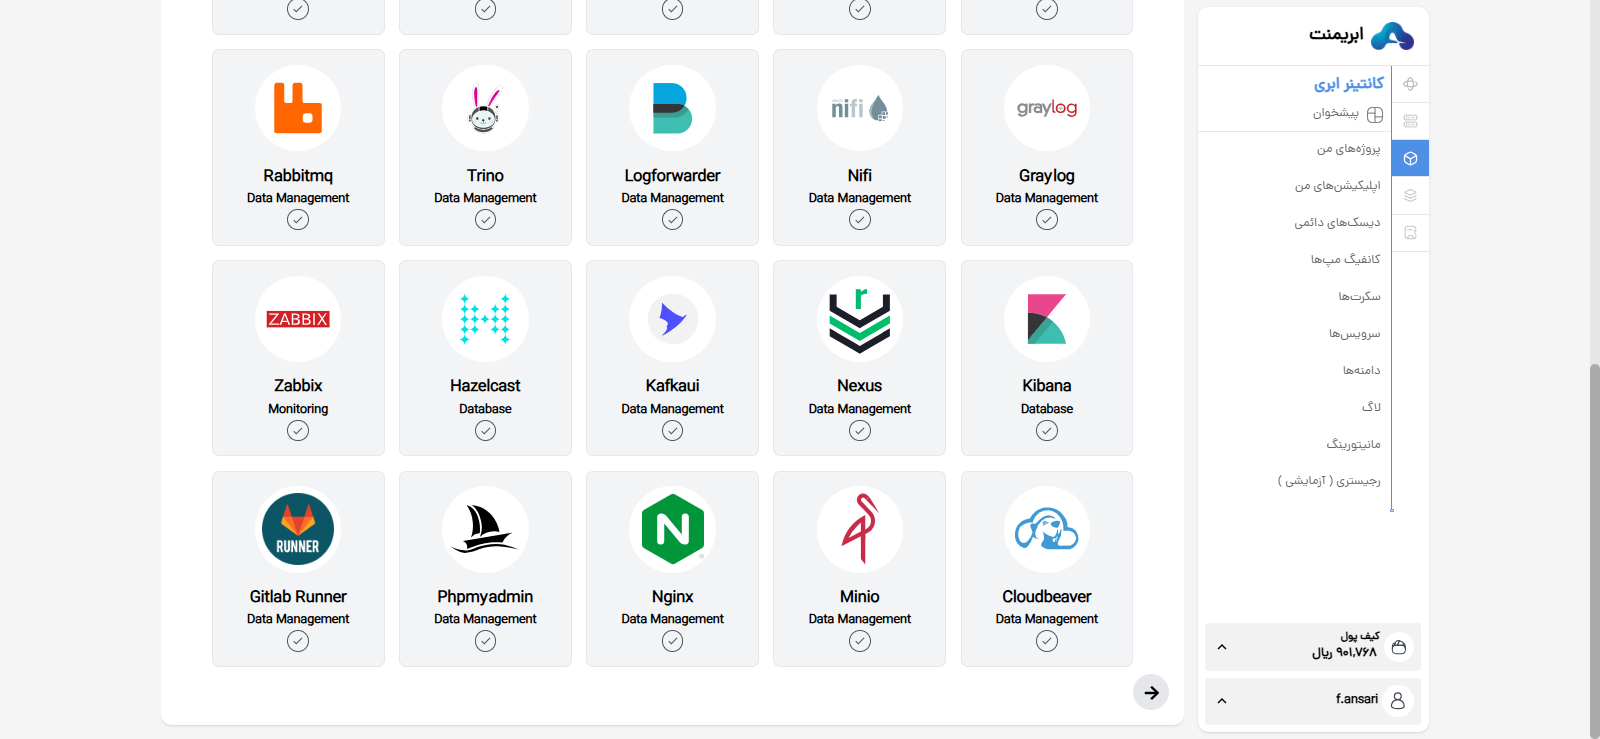 ابریمنت
کانتینر ابری
پیشخوان
پروژه‌های من
اپلیکیشن‌های من
دیسک‌های دائمی
کانفیگ مپ‌ها
سکرت‌ها
سرویس‌ها
دامنه‌ها
لاگ
مانیتورینگ
رجیستری ( آزمایشی )
کیف پول
۹۰۱,۷۶۸ ریال
f.ansari
graylog
Graylog
Data Management
nifi
Nifi
Data Management
Logforwarder
Data Management
Trino
Data Management
Rabbitmq
Data Management
Kibana
Database
r
Nexus
Data Management
Kafkaui
Data Management
Hazelcast
Database
ZABBIX
Zabbix
Monitoring
Cloudbeaver
Data Management
Minio
Data Management
N
Nginx
Data Management
Phpmyadmin
Data Management
RUNNER
Gitlab Runner
Data Management